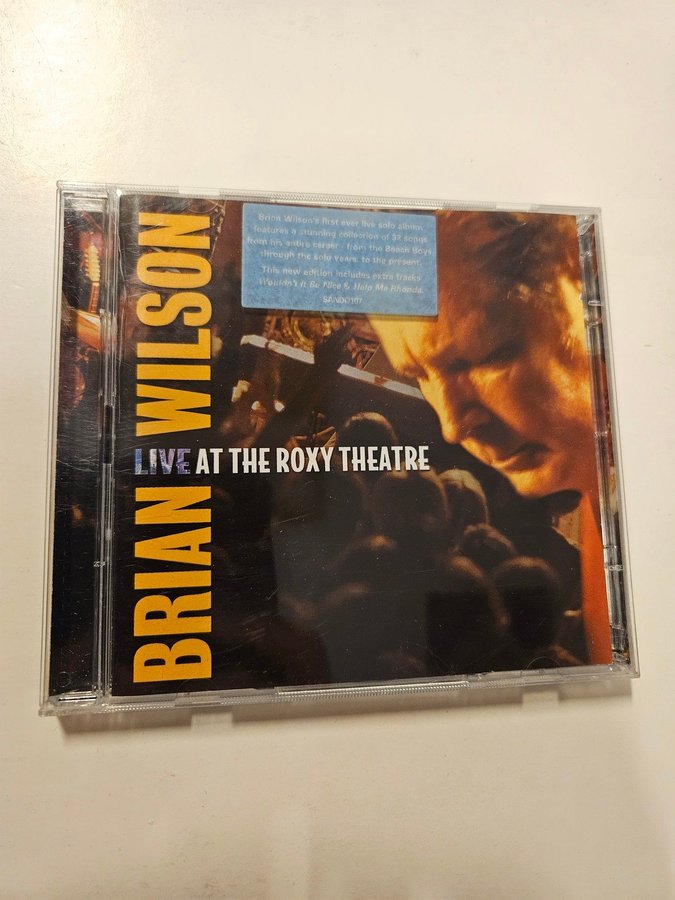 BRIAN WILSON
Brian Wilson's first ever live solo album,
features a stunning collection of 32 songs
from his entire career from the Beach Boys
through the solo years, to the present.
This new edition includes extra tracks
Wouldn't It Be Nice & Help Me Rhonda.
SANDD107
LIVE AT THE ROXY THEATRE